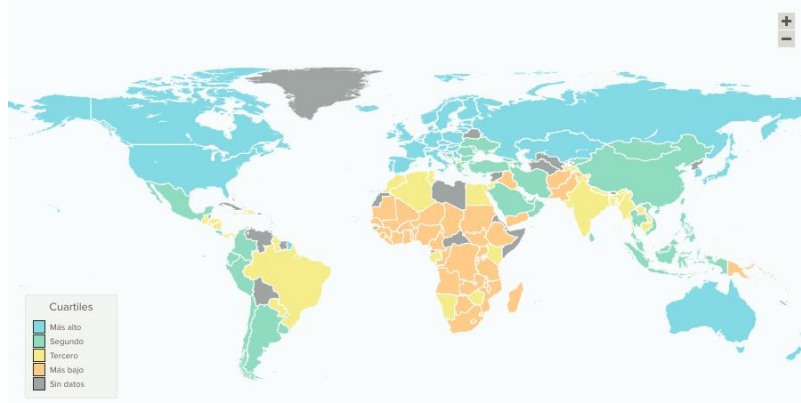 +
−
Cuartiles
Más alto
Segundo
Tercero
Más bajo
Sin datos